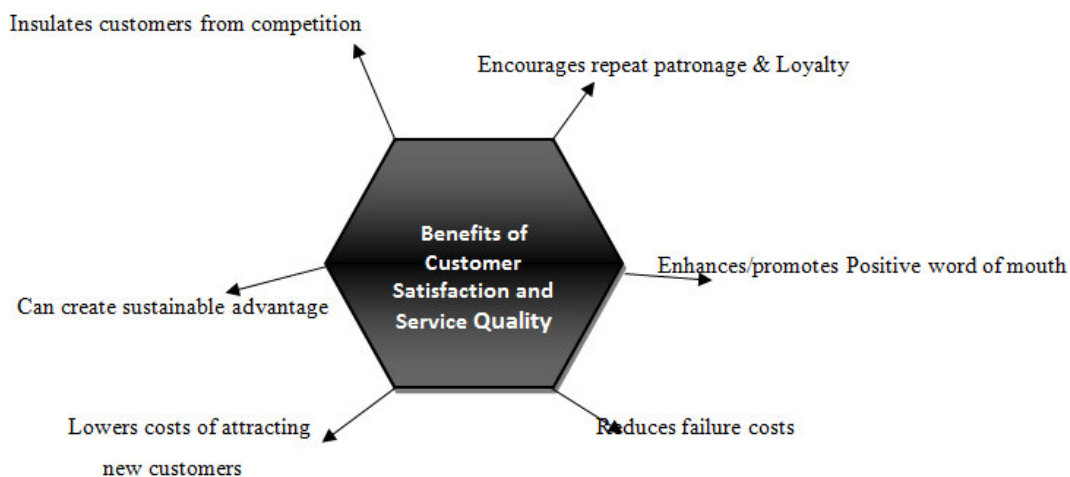 Insulates customers from competition
Encourages repeat patronage & Loyalty
Benefits of
Customer
Satisfaction and
Service Quality
Enhances/promotes Positive word of mouth
Can create sustainable advantage
Lowers costs of attracting
new customers
Reduces failure costs